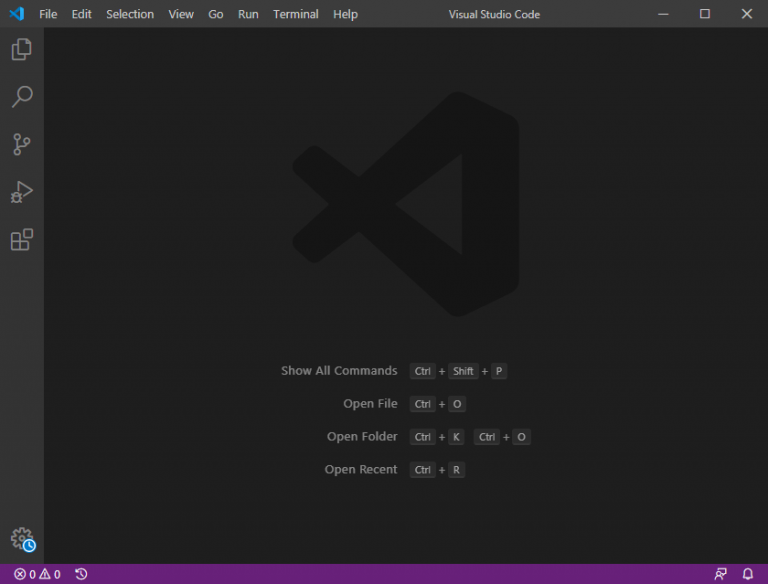 File Edit Selection View Go Run Terminal Help Visual Studio Code
Show All Commands Ctrl + Shift + P
Open File Ctrl + O
Open Folder Ctrl + K Ctrl + O
Open Recent Ctrl + R
0 0